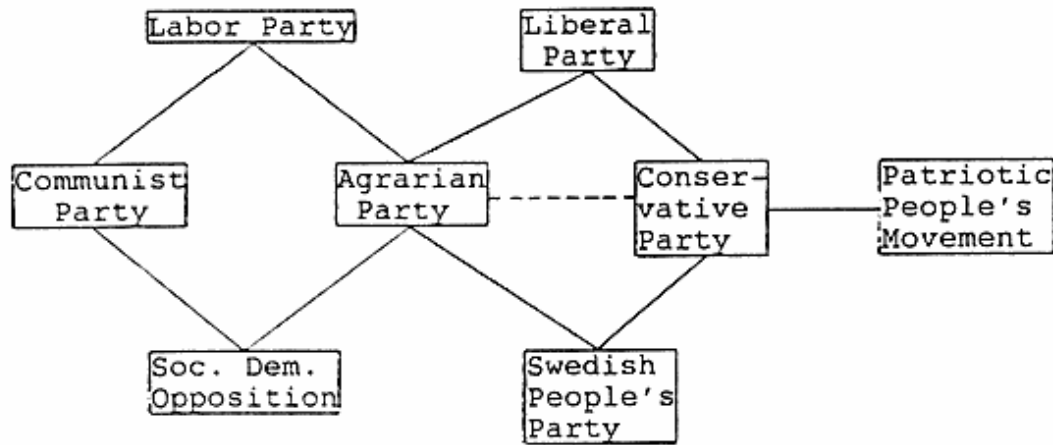 Labor Party
Liberal
Party
Communist
Party
Agrarian
Party
Conser-
vative
Party
Patriotic
People's
Movement
Soc. Dem.
Opposition
Swedish
People's
Party